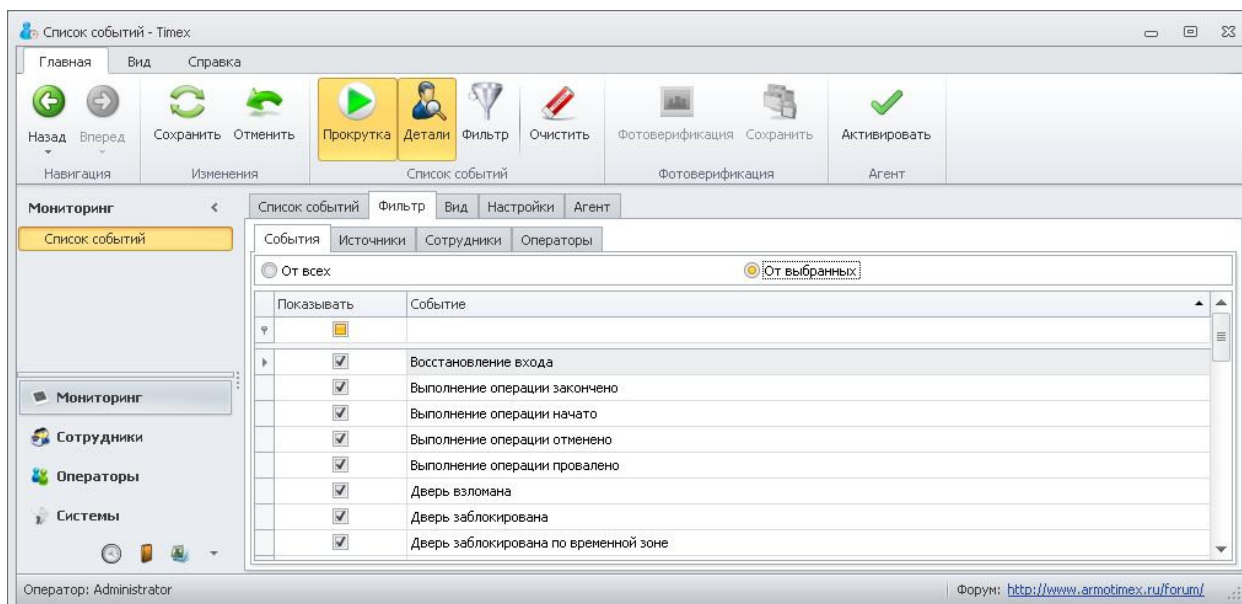 Список событий - Timex
Главная Вид Справка
Назад Вперед Сохранить Отменить Прокрутка Детали Фильтр Очистить Фотоверификация Сохранить Активировать
Навигация Изменения Список событий Фотоверификация Агент
Мониторинг
Список событий
Список событий Фильтр Вид Настройки Агент
События Источники Сотрудники Операторы
От всех От выбранных
Показывать Событие
Восстановление входа
Выполнение операции закончено
Выполнение операции начато
Выполнение операции отменено
Выполнение операции провалено
Дверь взломана
Дверь заблокирована
Дверь заблокирована по временной зоне
Мониторинг
Сотрудники
Операторы
Системы
Оператор: Administrator
Форум: http://www.armotimex.ru/forum/